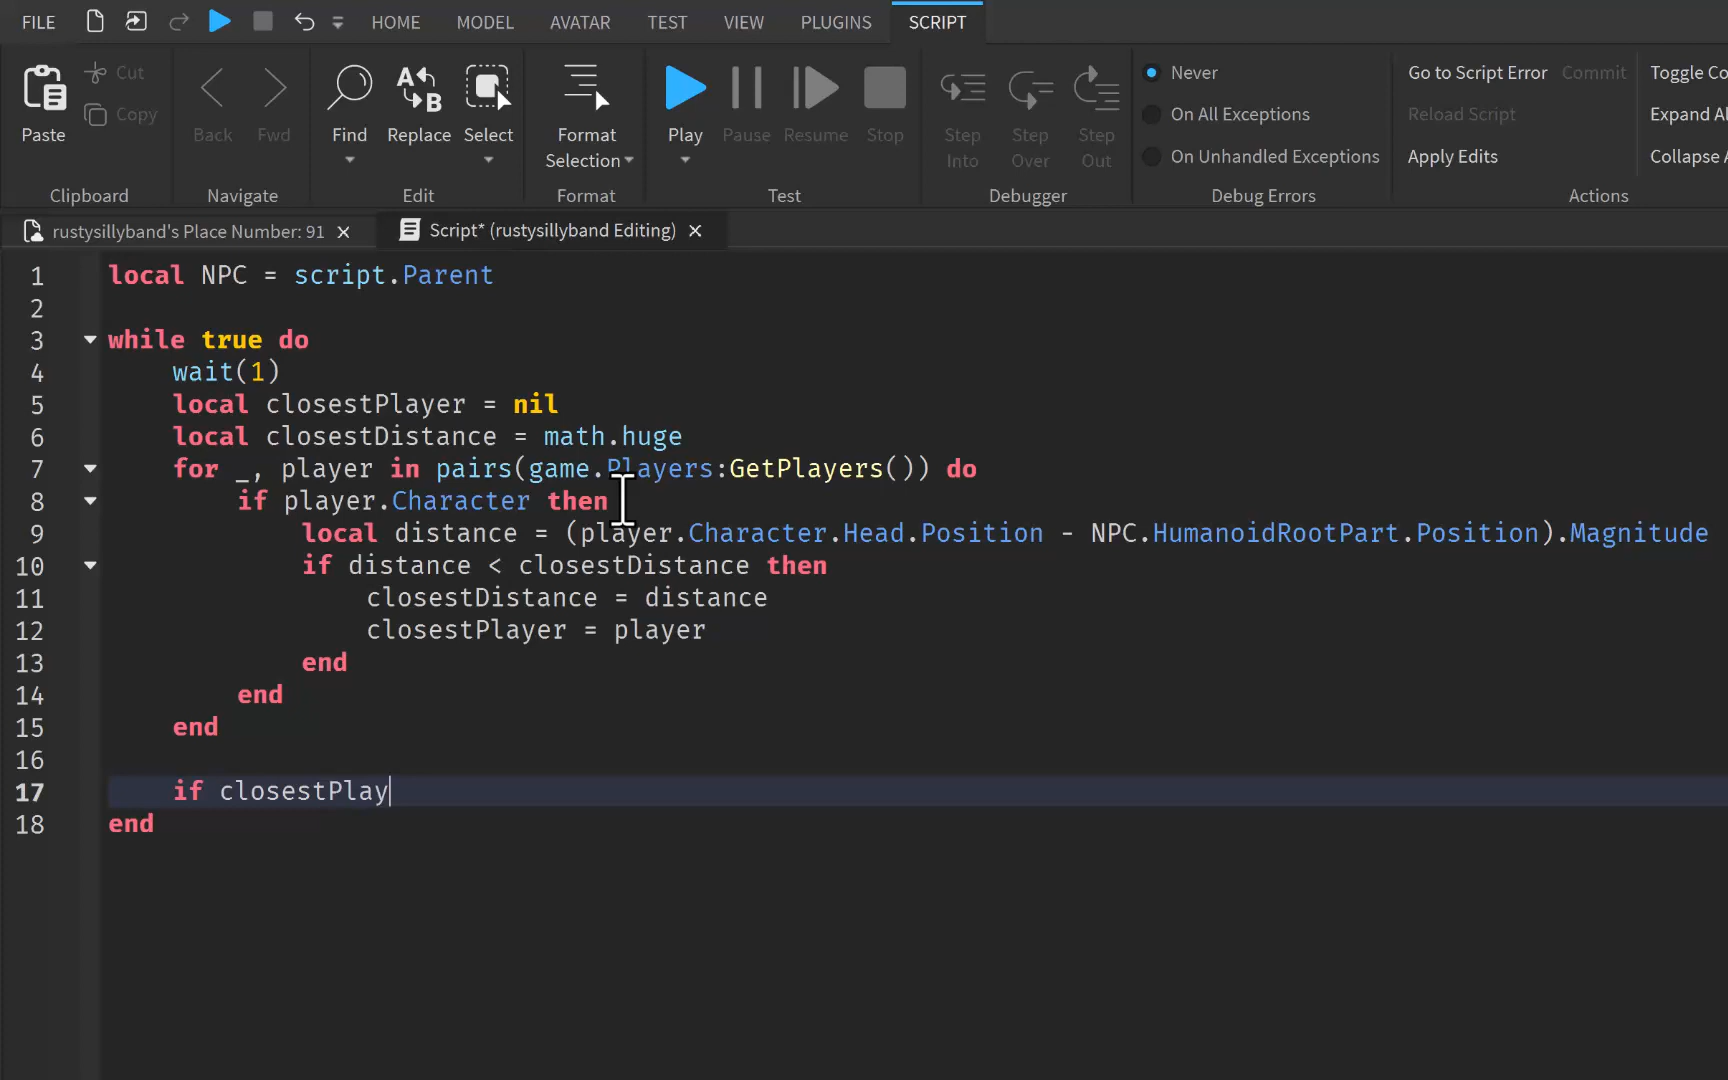 FILE HOME MODEL AVATAR TEST VIEW PLUGINS SCRIPT
Paste Cut Copy Back Fwd Find Replace Select Format Selection Play Pause Resume Stop Step Into Step Over Step Out Never On All Exceptions On Unhandled Exceptions Go to Script Error Commit Reload Script Apply Edits Toggle Co Expand Al Collapse A
Clipboard Navigate Edit Format Test Debugger Debug Errors Actions
rustysillyband's Place Number: 91 Script* (rustysillyband Editing)
1 local NPC = script.Parent
2
3 while true do
4 wait(1)
5 local closestPlayer = nil
6 local closestDistance = math.huge
7 for _, player in pairs(game.Players:GetPlayers()) do
8 if player.Character then
9 local distance = (player.Character.Head.Position - NPC.HumanoidRootPart.Position).Magnitude
10 if distance < closestDistance then
11 closestDistance = distance
12 closestPlayer = player
13 end
14 end
15 end
16
17 if closestPlay
18 end